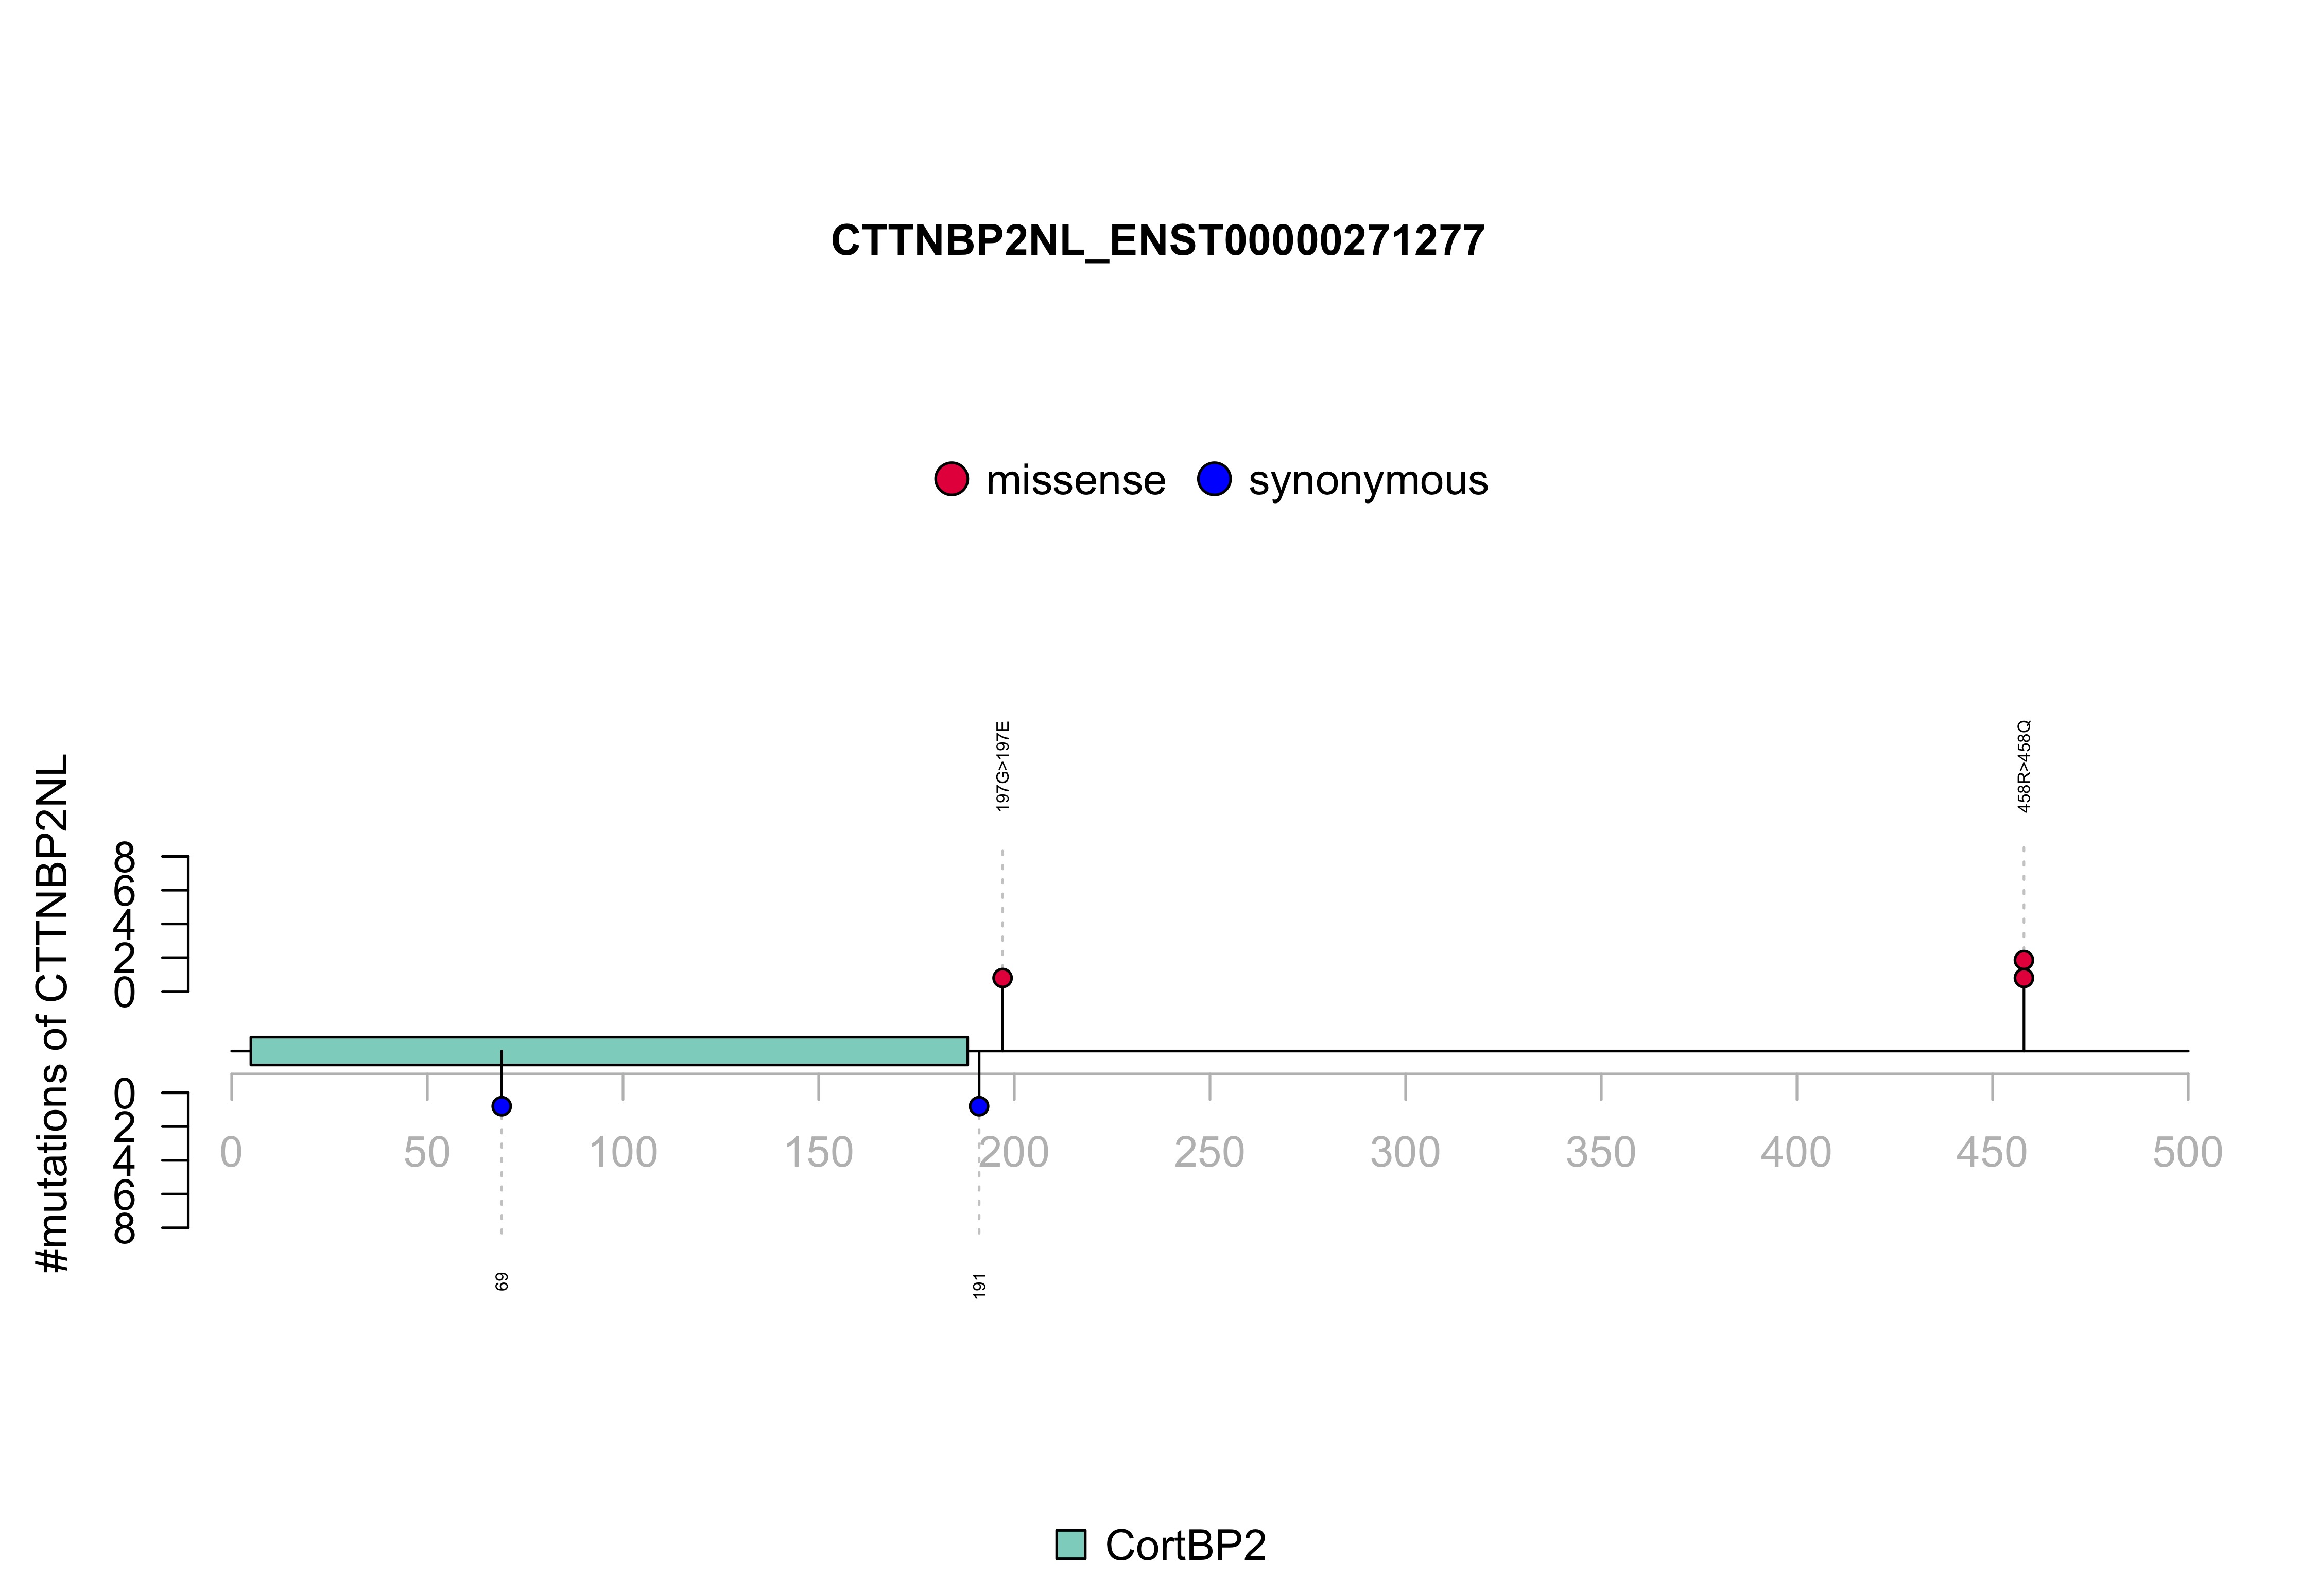 CTTNBP2NL_ENST00000271277
missense synonymous
#mutations of CTTNBP2NL
197G>197E
458R>458Q
8
6
4
2
0
0
2
4
6
8
0 50 100 150 200 250 300 350 400 450 500
69
191
CortBP2